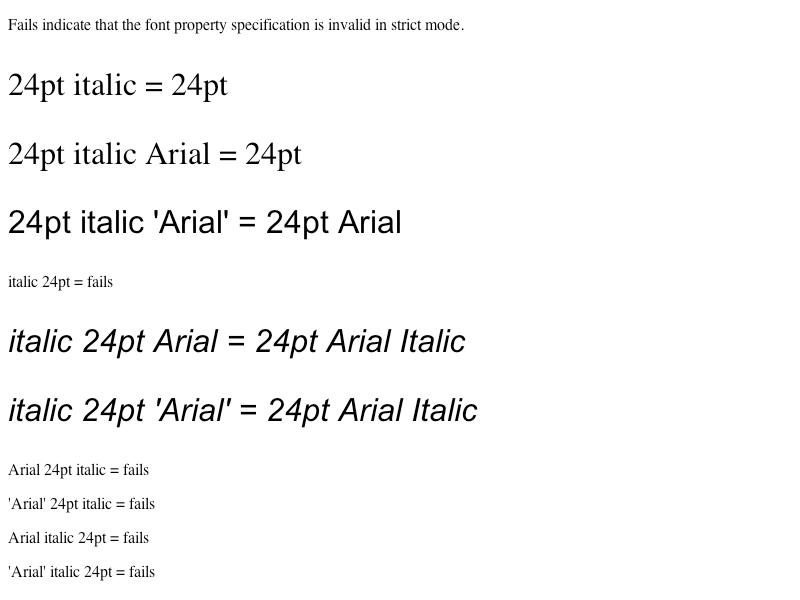 Fails indicate that the font property specification is invalid in strict mode.
24pt italic = 24pt
24pt italic Arial = 24pt
24pt italic 'Arial' = 24pt Arial
italic 24pt = fails
italic 24pt Arial = 24pt Arial Italic
italic 24pt 'Arial' = 24pt Arial Italic
Arial 24pt italic = fails
'Arial' 24pt italic = fails
Arial italic 24pt = fails
'Arial' italic 24pt = fails